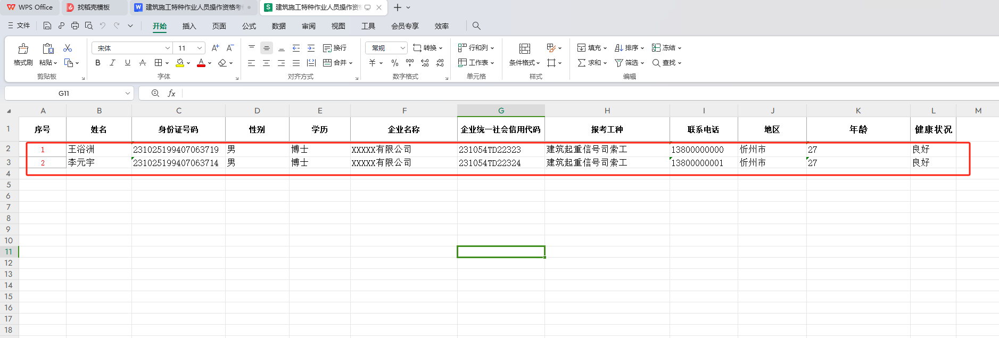 WPS Office 找稻壳模板 建筑施工特种作业人员操作资格考 建筑施工特种作业人员操作资格
文件 开始 插入 页面 公式 数据 审阅 视图 工具 会员专享 效率
宋体 11 A+ A- 换行 常规 转换 行和列 填充 排序 冻结
格式刷 粘贴 B I U A A 合并 ¥ % 工作表 条件格式 求和 筛选 查找
剪贴板 字体 对齐方式 数字格式 单元格 样式 编辑
G11 fx
A B C D E F G H I J K L M
1 序号 姓名 身份证号码 性别 学历 企业名称 企业统一社会信用代码 报考工种 联系电话 地区 年龄 健康状况
2 1 王浴洲 231025199407063719 男 博士 XXXXX有限公司 231054TD22323 建筑起重信号司索工 13800000000 忻州市 27 良好
3 2 李元宇 231025199407063714 男 博士 XXXXX有限公司 231054TD22324 建筑起重信号司索工 13800000001 忻州市 27 良好
4
5
6
7
8
9
10
11
12
13
14
15
16
17
18